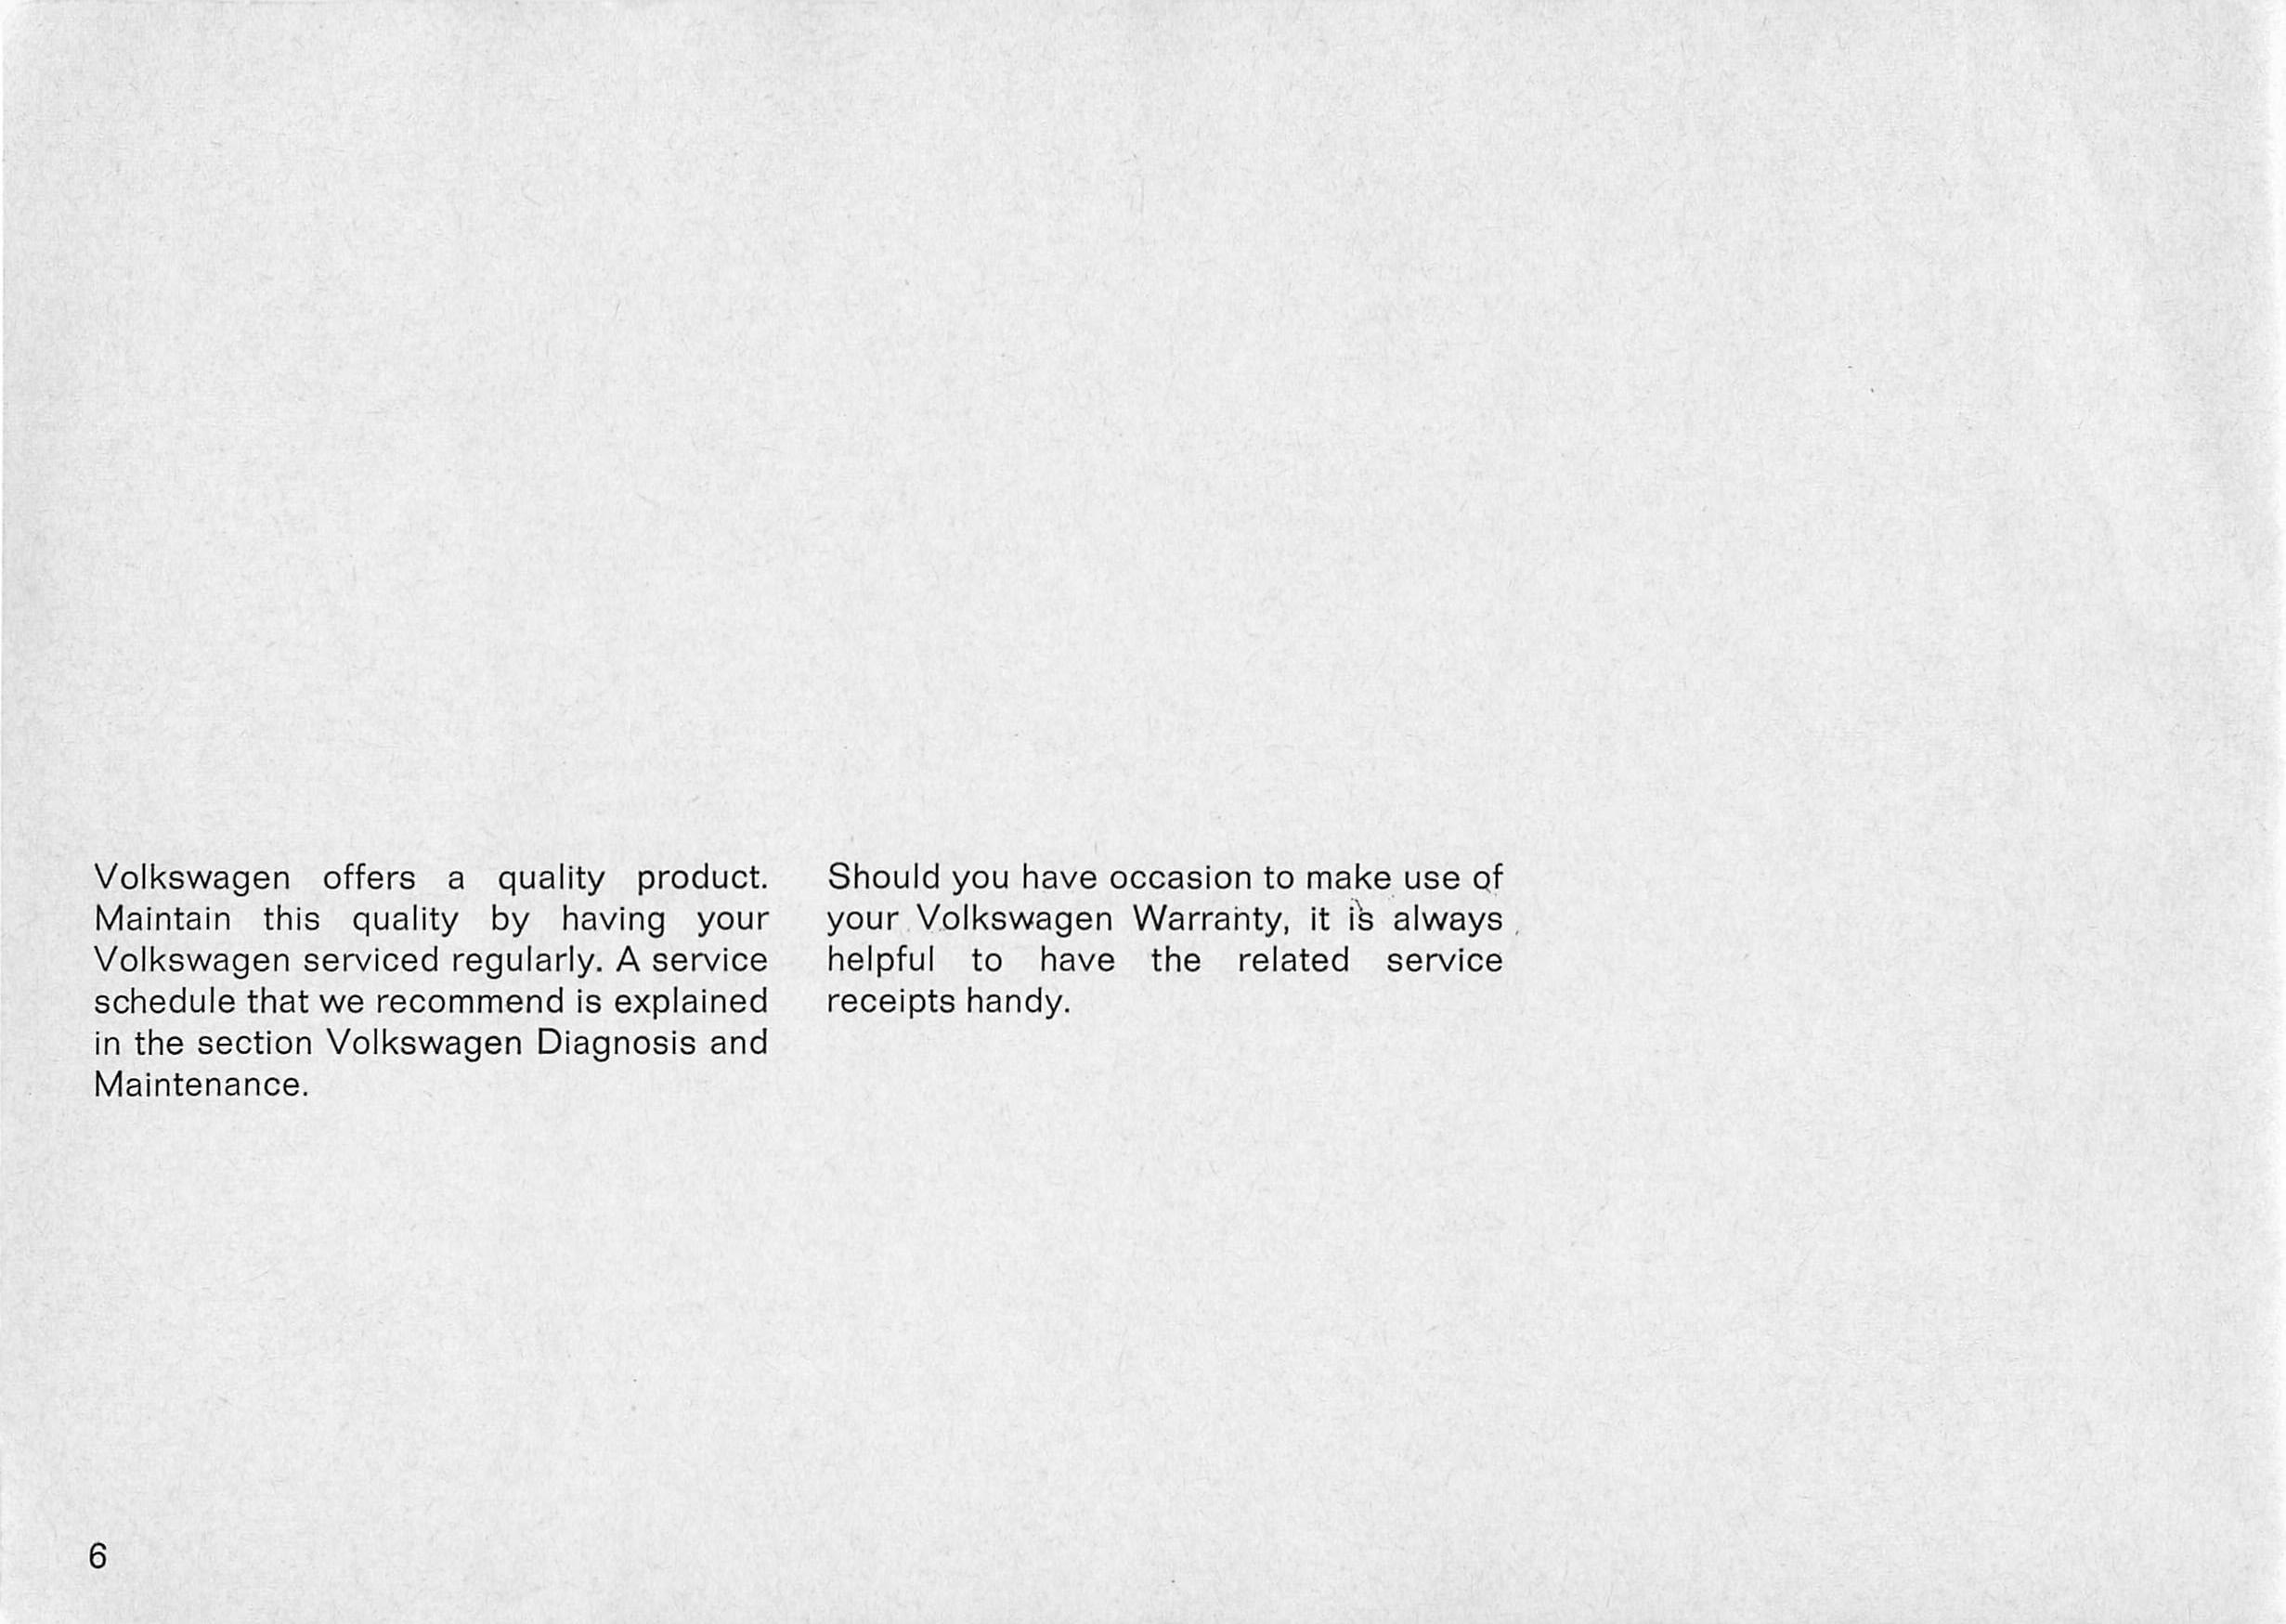 Volkswagen offers a quality product.
Maintain this quality by having your
Volkswagen serviced regularly. A service
schedule that we recommend is explained
in the section Volkswagen Diagnosis and
Maintenance.
Should you have occasion to make use of
your Volkswagen Warranty, it is always
helpful to have the related service
receipts handy.
6